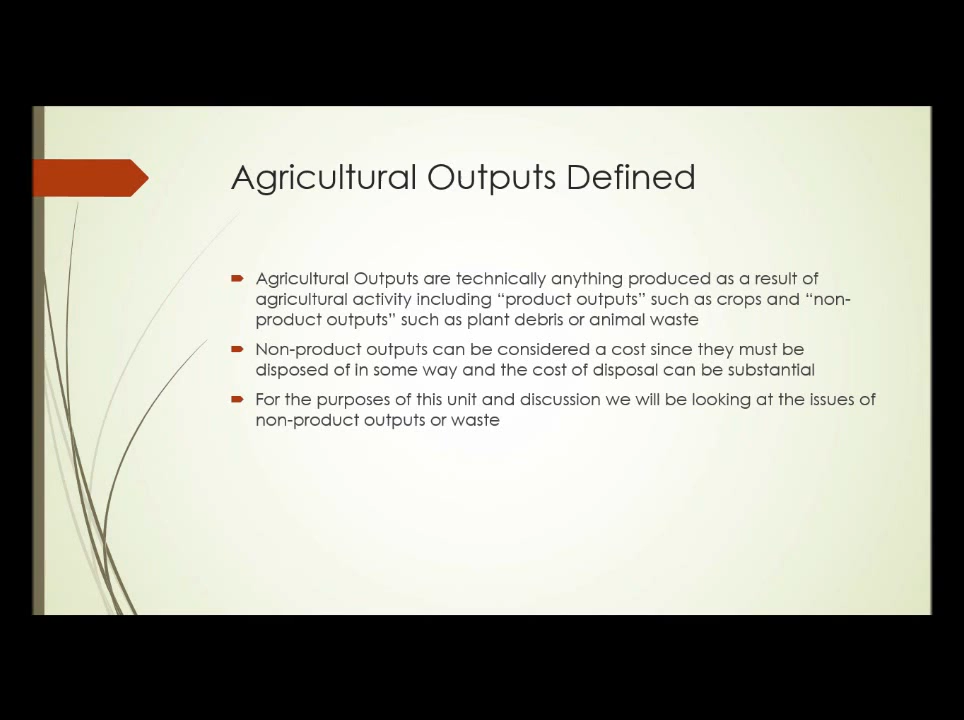 Agricultural Outputs Defined
Agricultural Outputs are technically anything produced as a result of
agricultural activity including “product outputs” such as crops and “non-
product outputs” such as plant debris or animal waste
Non-product outputs can be considered a cost since they must be
disposed of in some way and the cost of disposal can be substantial
For the purposes of this unit and discussion we will be looking at the issues of
non-product outputs or waste